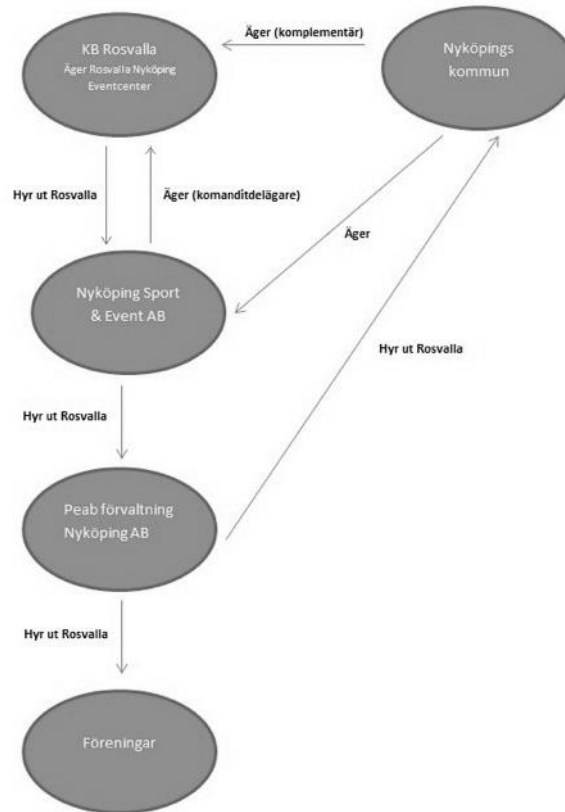 KB Rosvalla
Äger Rosvalla Nyköping
Eventcenter
Äger (komplementär)
Nyköpings
kommun
Hyr ut Rosvalla
Äger (komanditdelägare)
Äger
Nyköping Sport
& Event AB
Hyr ut Rosvalla
Hyr ut Rosvalla
Peab förvaltning
Nyköping AB
Hyr ut Rosvalla
Föreningar